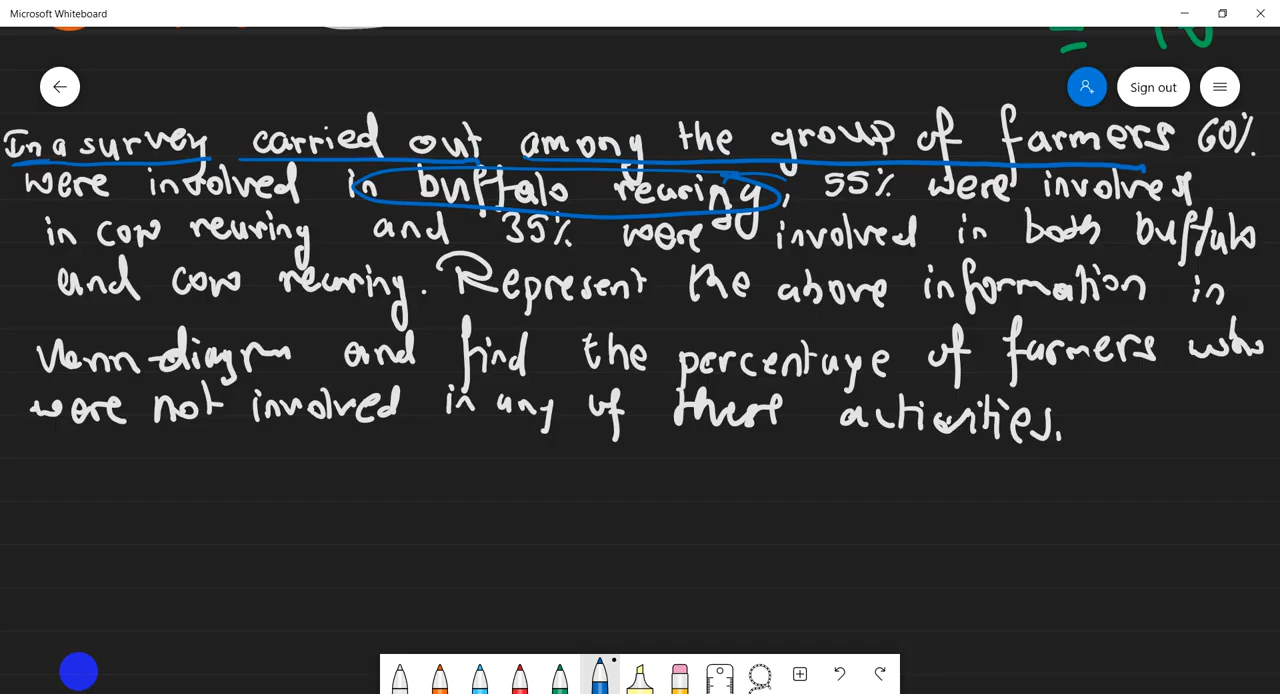 Microsoft Whiteboard
Sign out
In a survey carried out among the group of farmers 60%
were involved in buffalo rearing, 55% were involved
in cow rearing and 35% were involved in both buffalo
and cow rearing. Represent the above information in
Venn-diagram and find the percentage of farmers who
were not involved in any of these activities.